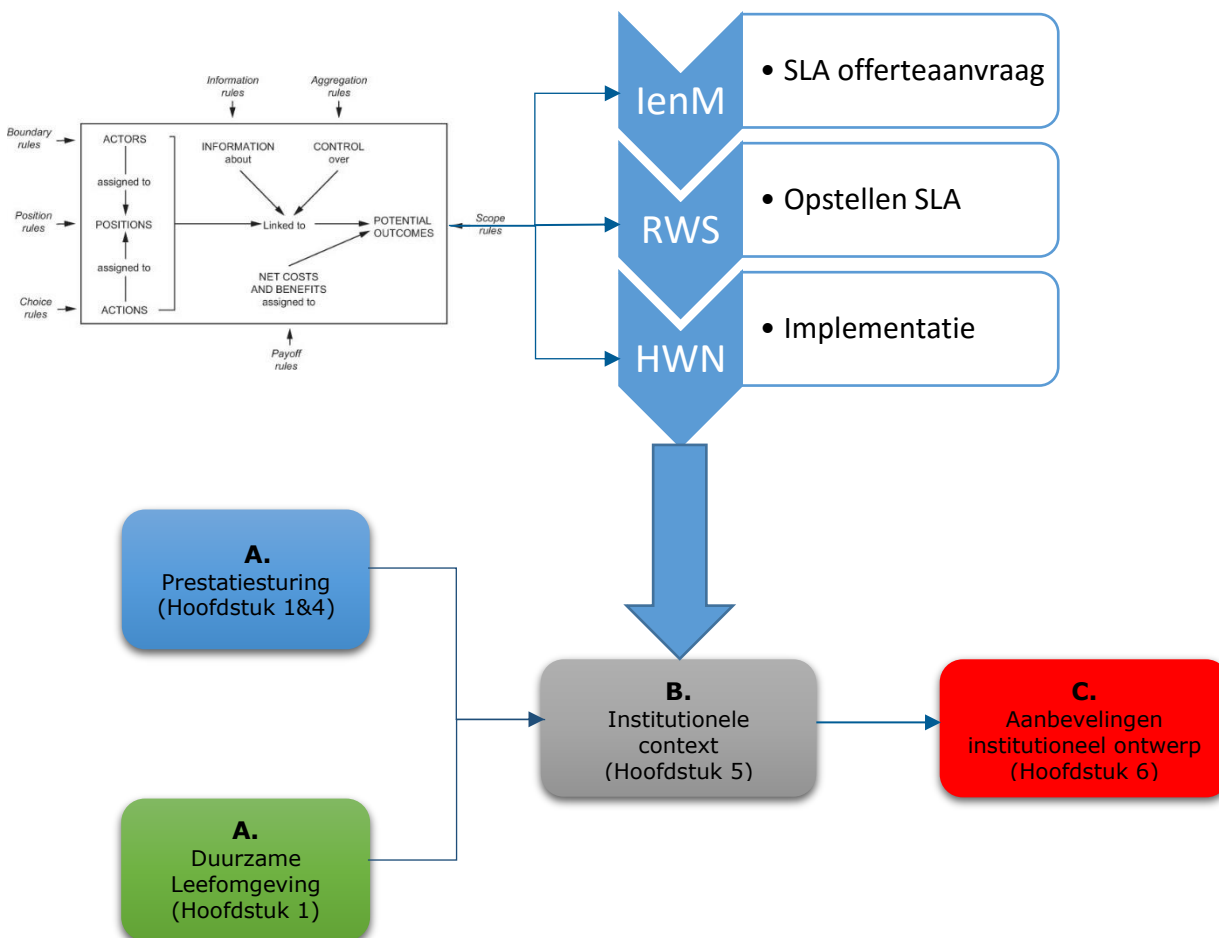 Information
rules
Aggregation
rules
Boundary
rules
ACTORS
INFORMATION
about
CONTROL
over
assigned to
Position
rules
POSITIONS
Linked to
POTENTIAL
OUTCOMES
Scope
rules
assigned to
NET COSTS
AND BENEFITS
assigned to
Choice
rules
ACTIONS
Payoff
rules
IenM
• SLA offerteaanvraag
RWS
• Opstellen SLA
HWN
• Implementatie
A.
Prestatiesturing
(Hoofdstuk 1&4)
B.
Institutionele
context
(Hoofdstuk 5)
C.
Aanbevelingen
institutioneel ontwerp
(Hoofdstuk 6)
A.
Duurzame
Leefomgeving
(Hoofdstuk 1)